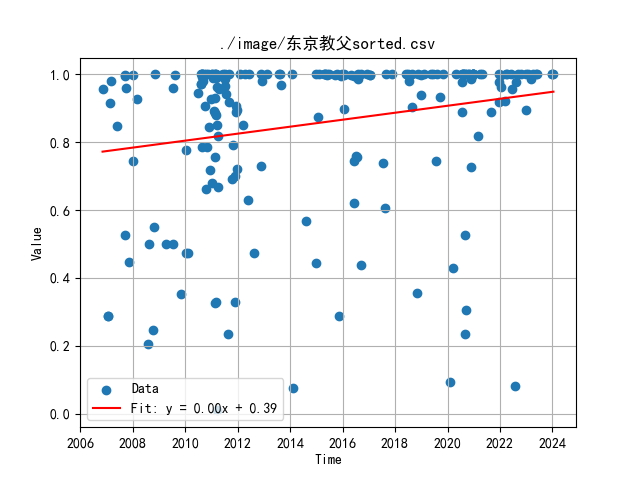 ./image/东京教父sorted.csv
1.0
0.8
0.6
0.4
0.2
0.0
Value
Data
Fit: y = 0.00x + 0.39
2006 2008 2010 2012 2014 2016 2018 2020 2022 2024
Time